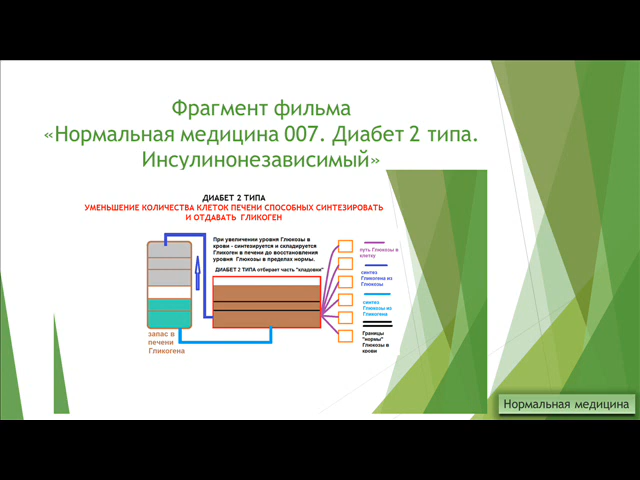 Фрагмент фильма
«Нормальная медицина 007. Диабет 2 типа.
Инсулинонезависимый»
ДИАБЕТ 2 ТИПА
УМЕНЬШЕНИЕ КОЛИЧЕСТВА КЛЕТОК ПЕЧЕНИ СПОСОБНЫХ СИНТЕЗИРОВАТЬ
И ОТДАВАТЬ ГЛИКОГЕН
При увеличении уровня Глюкозы в
крови - синтезируется и складируется
Гликоген в печени до восстановления
уровня Глюкозы в пределах нормы.
ДИАБЕТ 2 ТИПА отбирает часть "кладовки"
запас в
печени
Гликогена
путь Глюкозы в
клетку
синтез
Гликогена из
Глюкозы
синтез
Глюкозы из
Гликогена
Границы
"нормы"
Глюкозы в
крови
Нормальная медицина